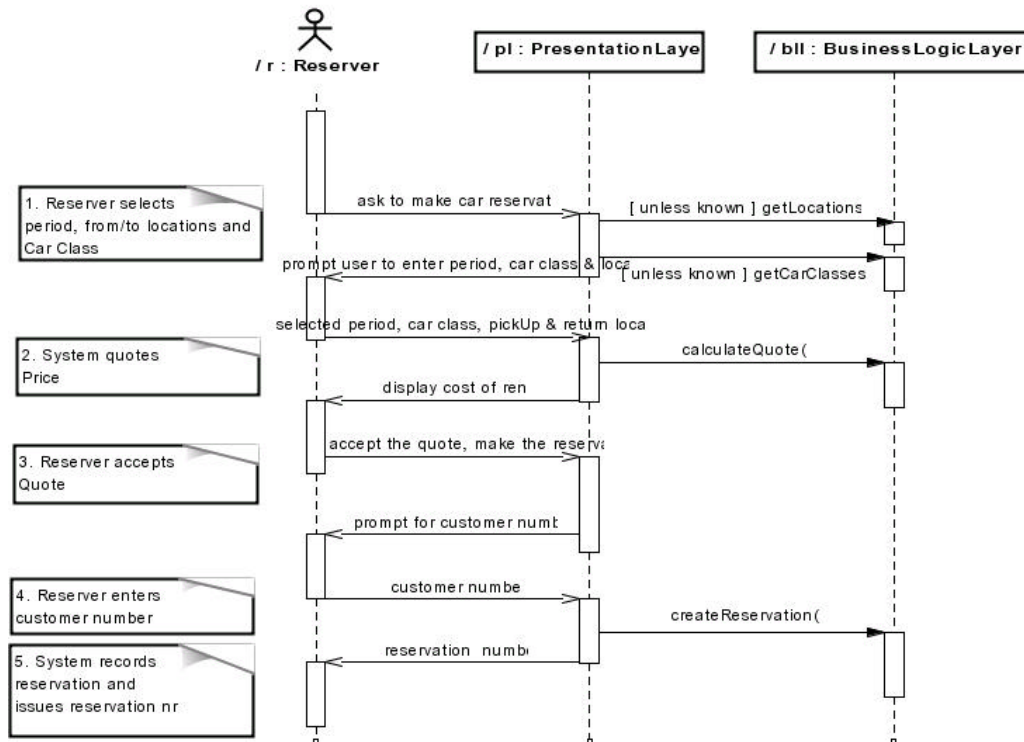 / r : Reserver
/ pl : PresentationLaye
/ bll : BusinessLogicLayer
1. Reserver selects
period, from/to locations and
Car Class
ask to make car reservat
[ unless known ] getLocations
prompt user to enter period, car class & loca
[ unless known ] getCarClasses
selected period, car class, pickUp & return loca
2. System quotes
Price
calculateQuote(
display cost of ren
3. Reserver accepts
Quote
accept the quote, make the reserva
prompt for customer numb
4. Reserver enters
customer number
customer numbe
createReservation(
5. System records
reservation and
issues reservation nr
reservation numbe